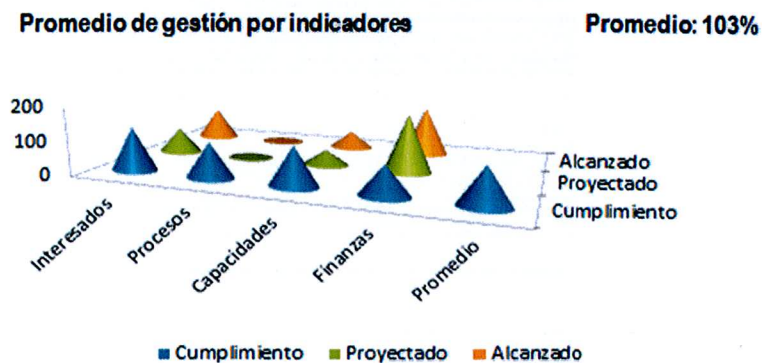 Promedio de gestión por indicadores
Promedio: 103%
200
100
0
Alcanzado
Proyectado
Cumplimiento
Interesados
Procesos
Capacidades
Finanzas
Promedio
Cumplimiento Proyectado Alcanzado